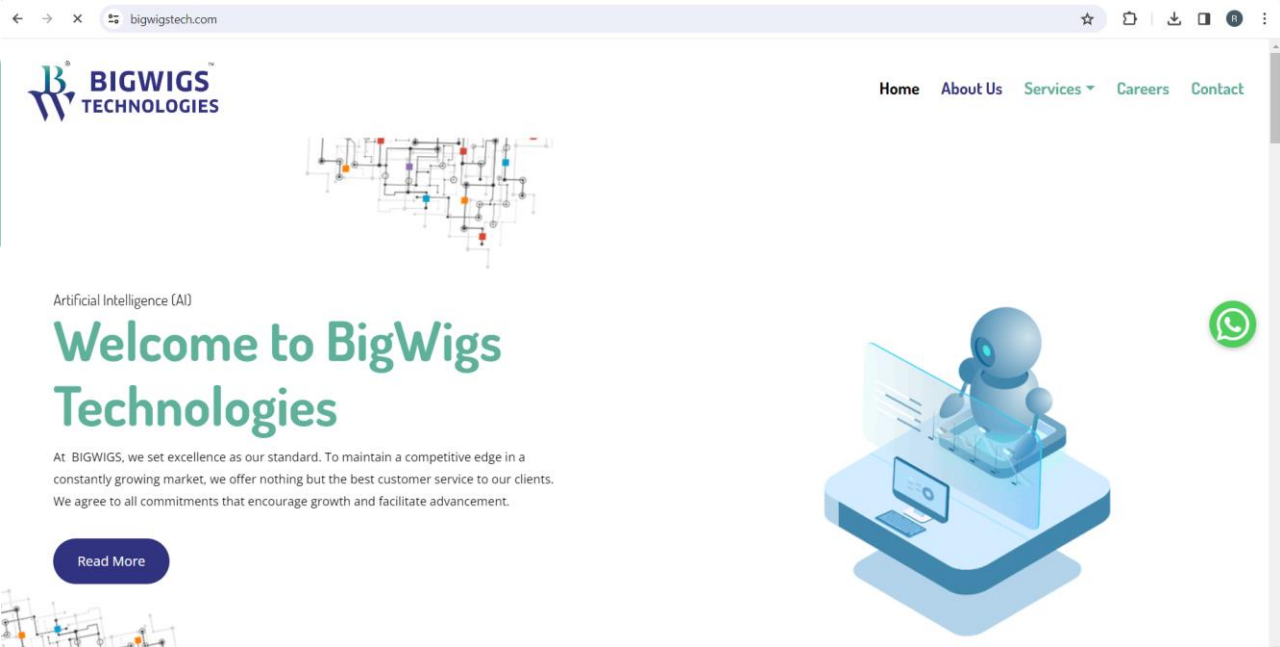 bigwigstech.com
R
B ®
BIGWIGS ™
TECHNOLOGIES
Home About Us Services Careers Contact
Artificial Intelligence (AI)
Welcome to BigWigs
Technologies
At BIGWIGS, we set excellence as our standard. To maintain a competitive edge in a
constantly growing market, we offer nothing but the best customer service to our clients.
We agree to all commitments that encourage growth and facilitate advancement.
Read More